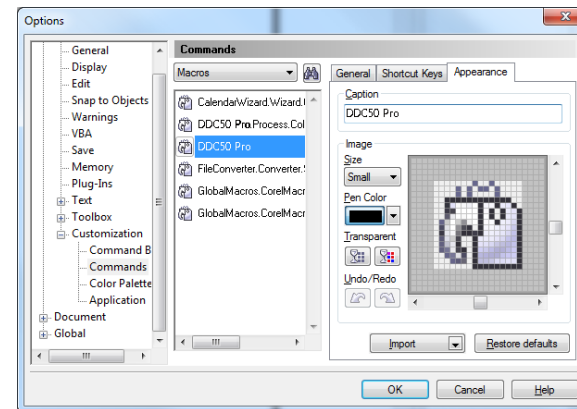 Options
General
Display
Edit
Snap to Objects
Warnings
VBA
Save
Memory
Plug-Ins
Text
Toolbox
Customization
Command B
Commands
Color Palette
Application
Document
Global
Commands
Macros
CalendarWizard.Wizard.
DDC50 Pro.Process.Col
DDC50 Pro
FileConverter.Converter.
GlobalMacros.CorelMacr
GlobalMacros.CorelMacr
General Shortcut Keys Appearance
Caption
DDC50 Pro
Image
Size
Small
Pen Color
Transparent
Undo/Redo
Import Restore defaults
OK Cancel Help